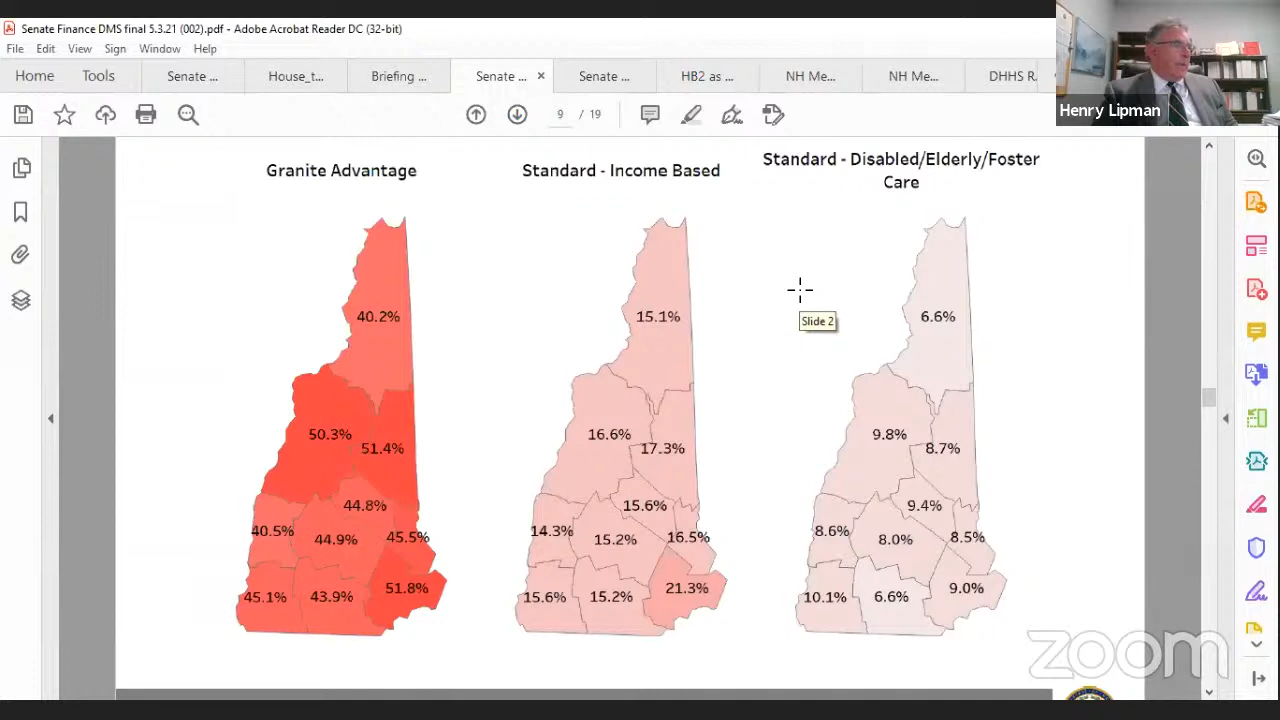 Senate Finance DMS final 5.3.21 (002).pdf - Adobe Acrobat Reader DC (32-bit)
File Edit View Sign Window Help
Home Tools Senate ... House_t... Briefing ... Senate ... × Senate ... HB2 as ... NH Me... NH Me... DHHS R.
9 / 19
Henry Lipman
Granite Advantage
Standard - Income Based
Standard - Disabled/Elderly/Foster
Care
40.2%
50.3%
51.4%
44.8%
40.5%
44.9%
45.5%
45.1%
43.9%
51.8%
15.1%
16.6%
17.3%
15.6%
14.3%
15.2%
16.5%
15.6%
15.2%
21.3%
6.6%
9.8%
8.7%
9.4%
8.6%
8.0%
8.5%
10.1%
6.6%
9.0%
Slide 2
zoom